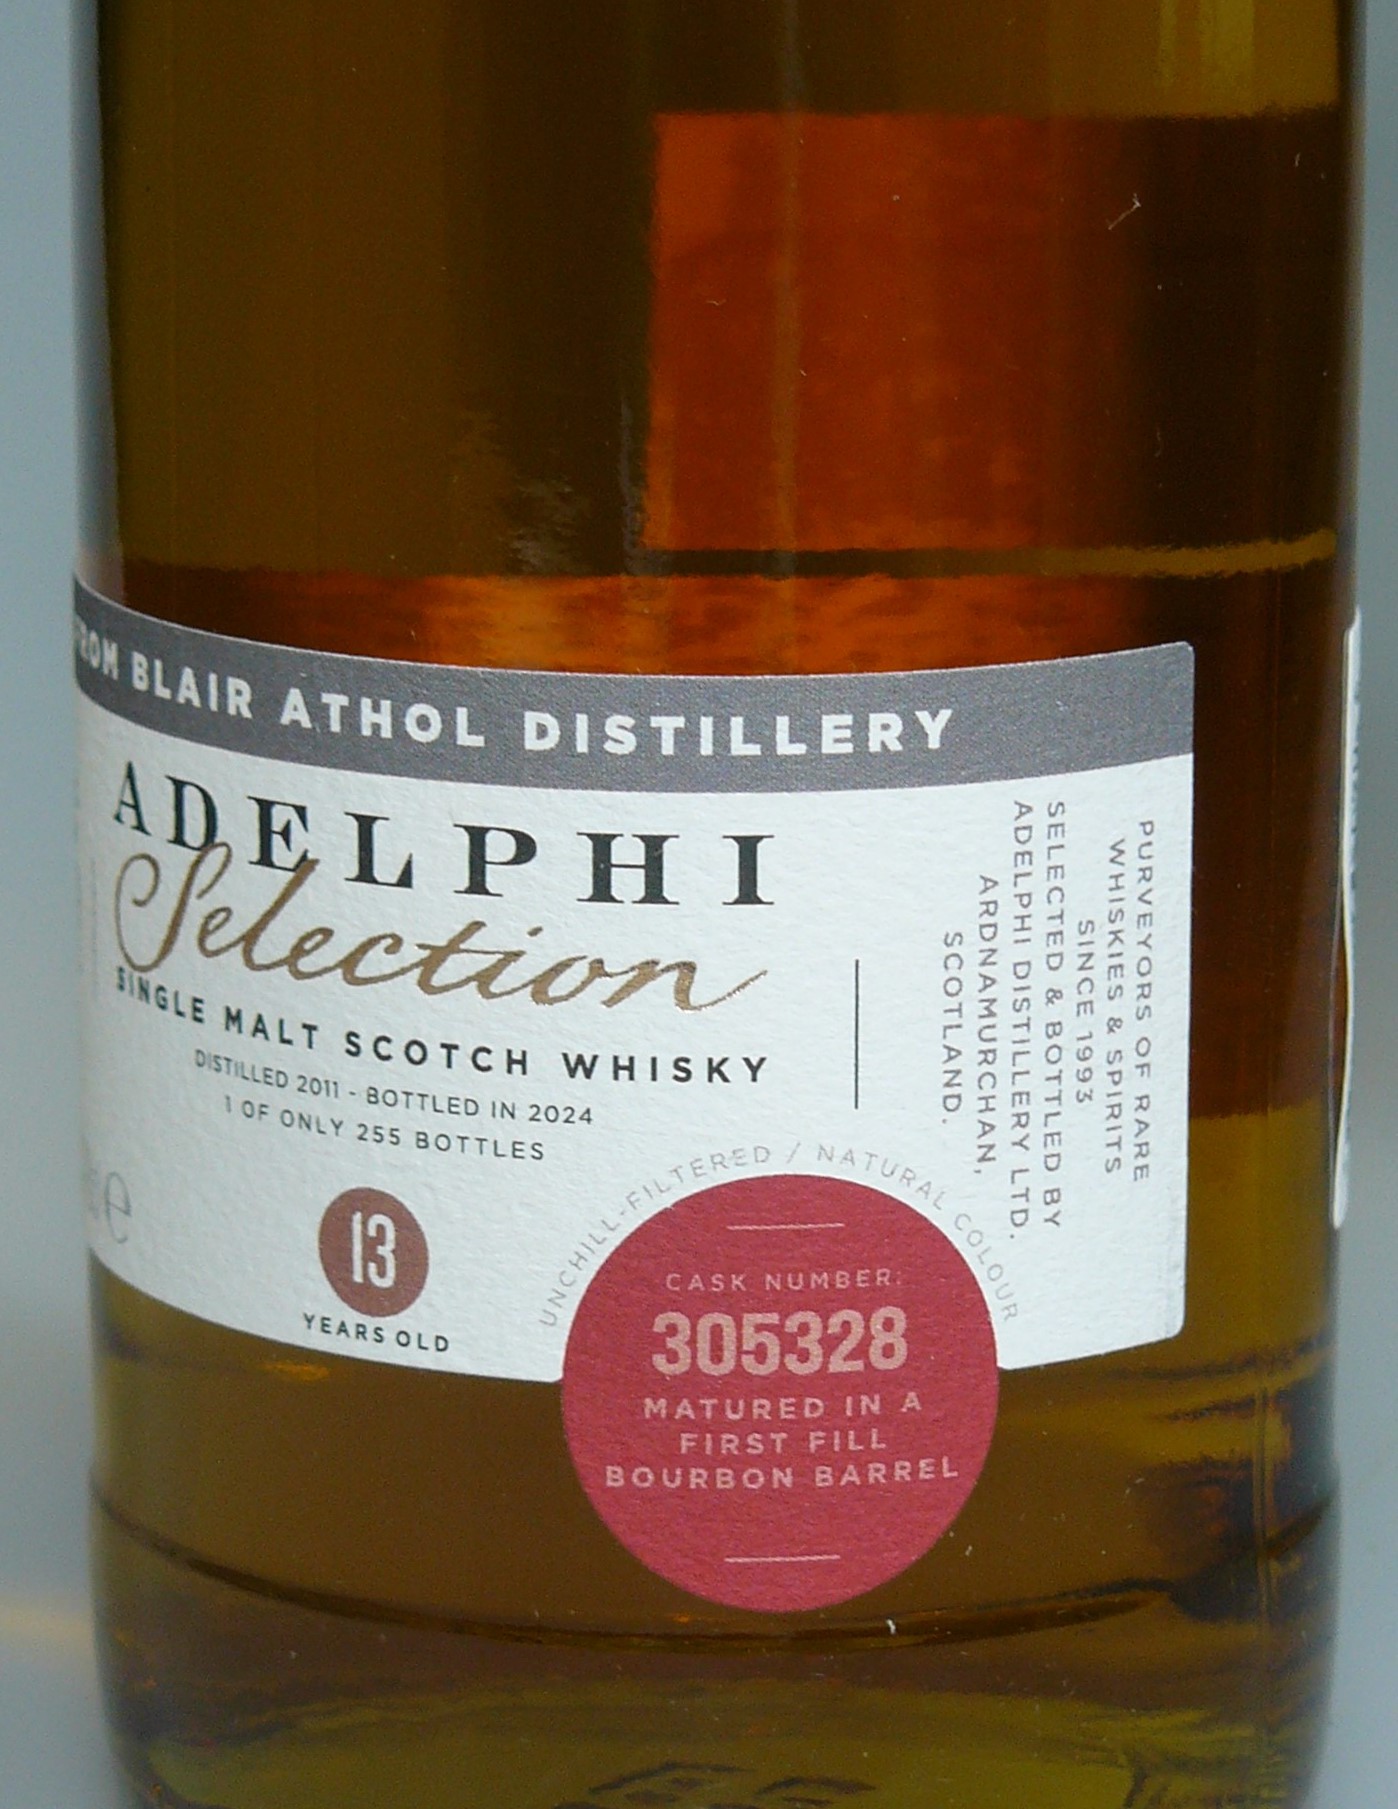 FROM BLAIR ATHOL DISTILLERY
ADELPHI
Selection
SINGLE MALT SCOTCH WHISKY
DISTILLED 2011 - BOTTLED IN 2024
1 OF ONLY 255 BOTTLES
e
13
YEARS OLD
UNCHILL-FILTERED / NATURAL COLOUR
CASK NUMBER:
305328
MATURED IN A
FIRST FILL
BOURBON BARREL
PURVEYORS OF RARE
WHISKIES & SPIRITS
SINCE 1993
SELECTED & BOTTLED BY
ADELPHI DISTILLERY LTD.
ARDNAMURCHAN,
SCOTLAND.